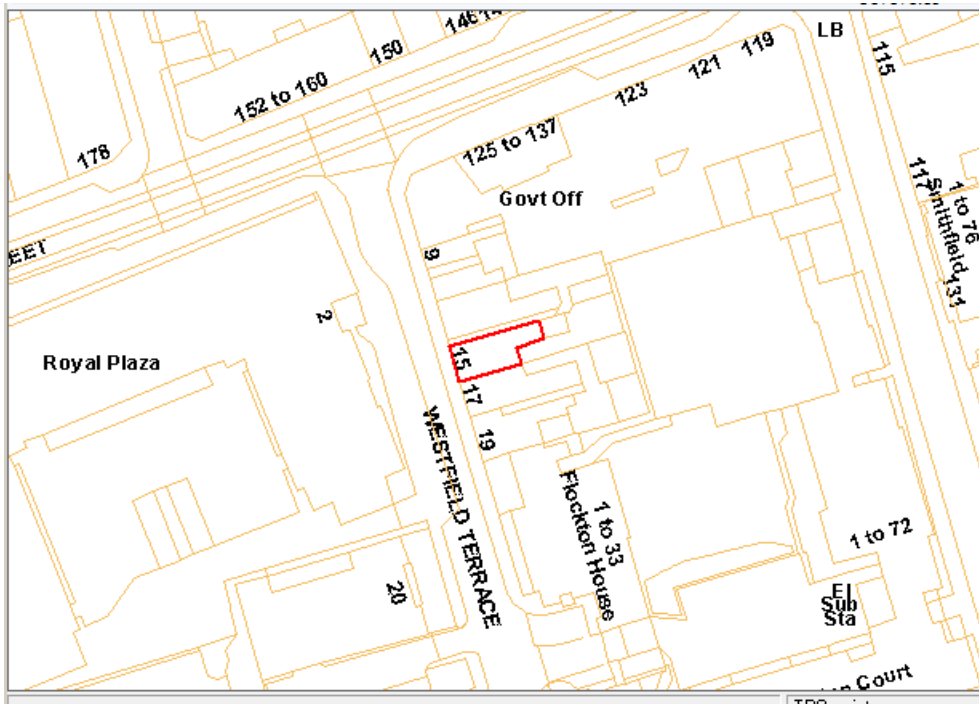 146
150
152 to 160
178
LB
115
119
121
123
125 to 137
Govt Off
117
1 to 76
Smithfield
131
EET
9
2
Royal Plaza
15
17
19
WESTFIELD TERRACE
1 to 33
Flockton House
20
1 to 72
El
Sub
Sta
Court